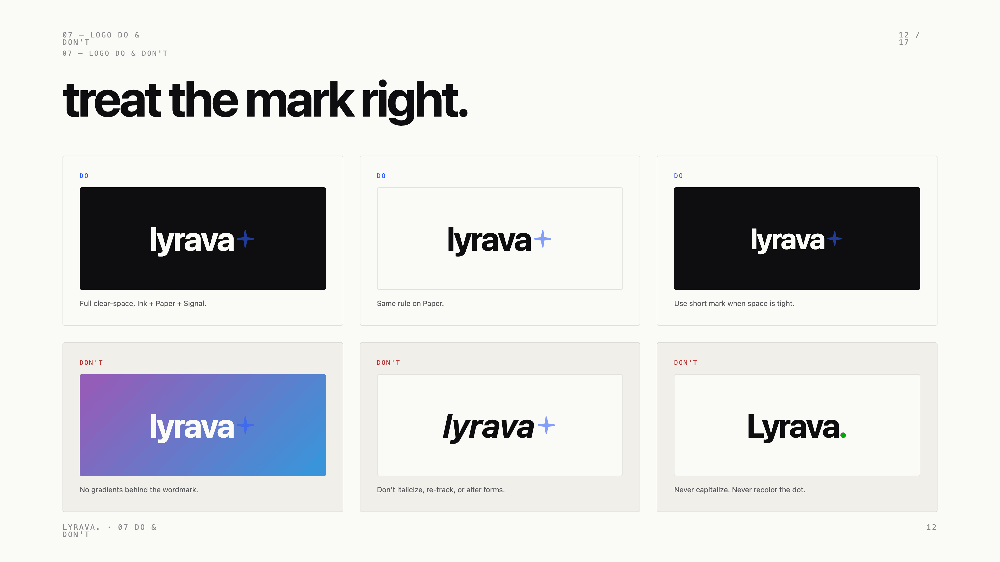 07 — LOGO DO &
DON'T
12 /
17
07 — LOGO DO & DON'T
treat the mark right.
DO
lyrava
Full clear-space, Ink + Paper + Signal.
DO
lyrava
Same rule on Paper.
DO
lyrava
Use short mark when space is tight.
DON'T
lyrava
No gradients behind the wordmark.
DON'T
lyrava
Don't italicize, re-track, or alter forms.
DON'T
Lyrava.
Never capitalize. Never recolor the dot.
LYRAVA. · 07 DO &
DON'T
12